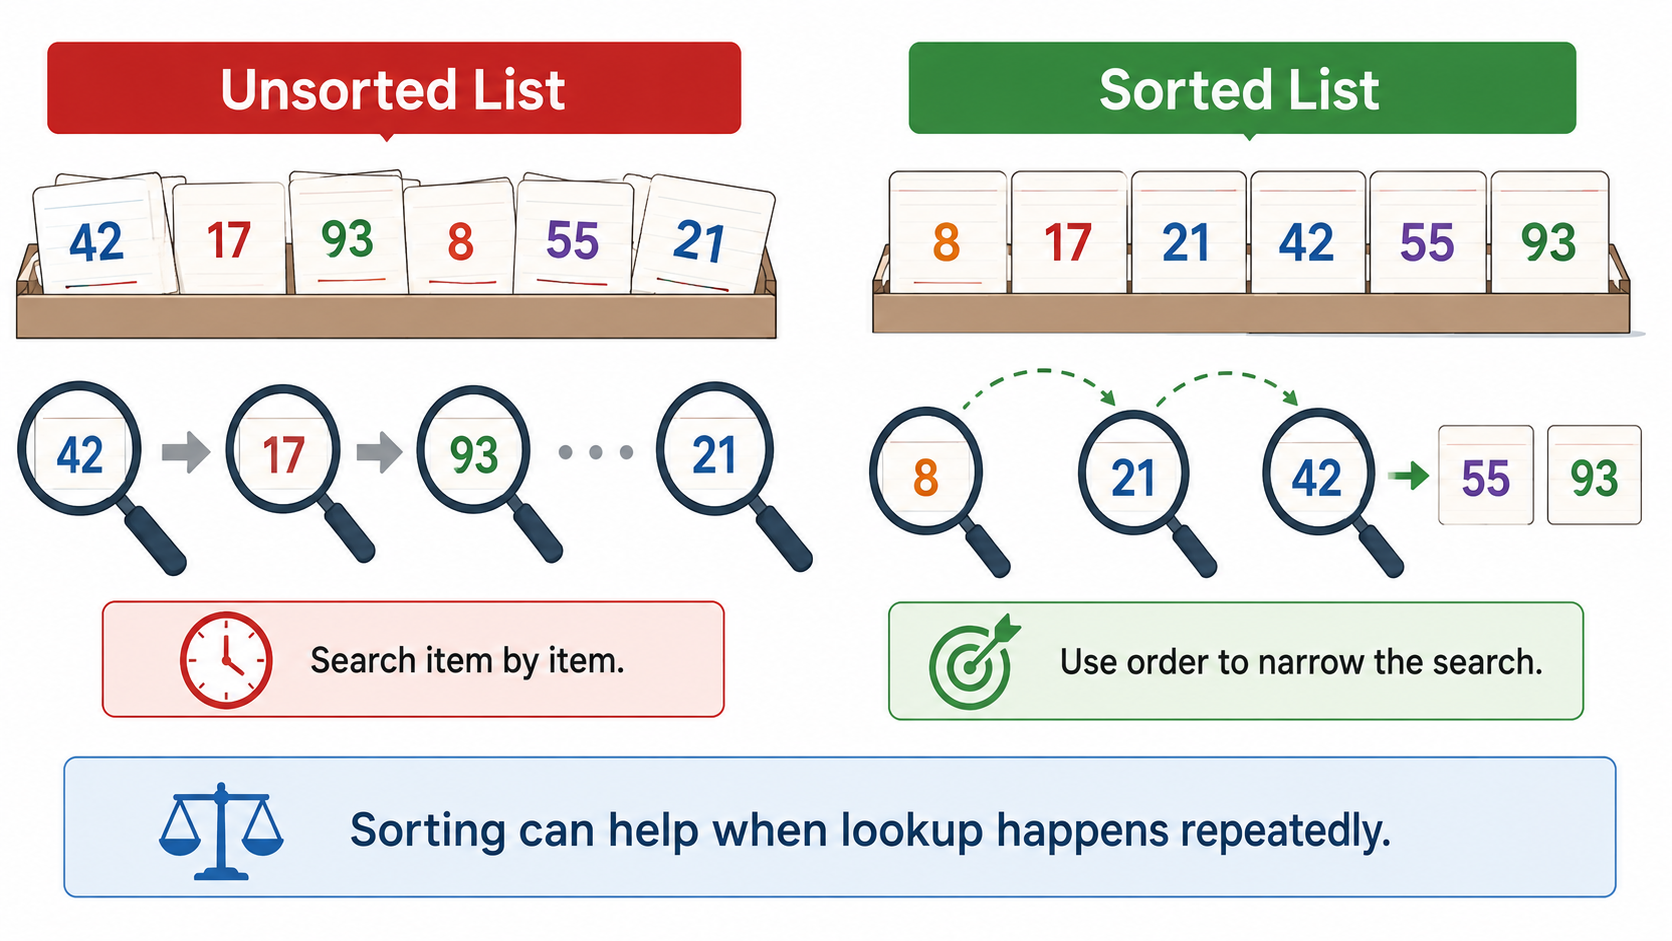 Unsorted List
42 17 93 8 55 21
42 17 93 21
Search item by item.
Sorted List
8 17 21 42 55 93
8 21 42 55 93
Use order to narrow the search.
Sorting can help when lookup happens repeatedly.